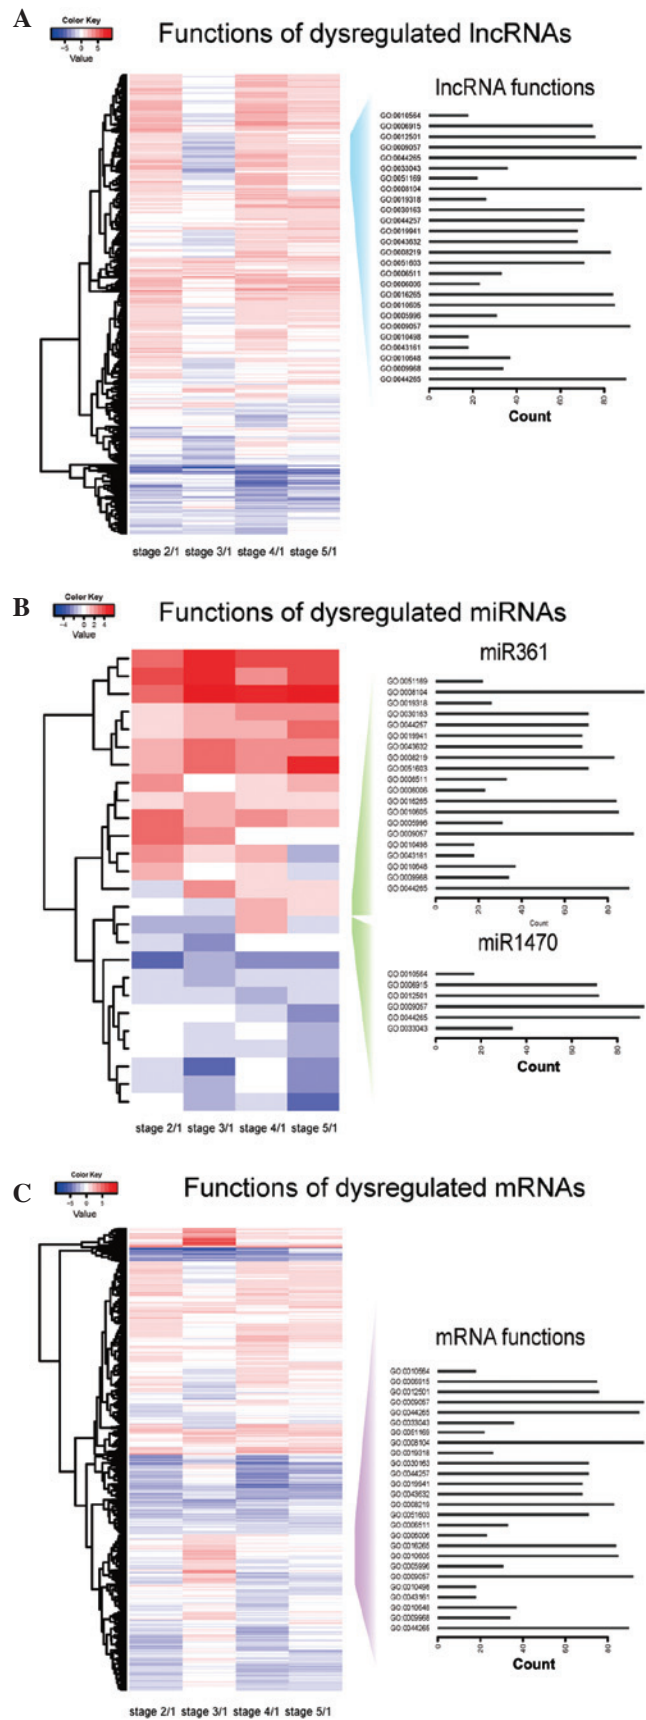 A
Color Key
-5 0 5
Value
Functions of dysregulated lncRNAs
lncRNA functions
GO:0010564
GO:0006915
GO:0012501
GO:0009057
GO:0044265
GO:0033043
GO:0051169
GO:0008104
GO:0019318
GO:0030163
GO:0044257
GO:0019941
GO:0043632
GO:0008219
GO:0051603
GO:0006511
GO:0006006
GO:0016265
GO:0010605
GO:0005996
GO:0009057
GO:0010498
GO:0043161
GO:0010648
GO:0009968
GO:0044265
0 20 40 60 80
Count
stage 2/1 stage 3/1 stage 4/1 stage 5/1
B
Color Key
-4 0 2 4
Value
Functions of dysregulated miRNAs
miR361
GO:0051169
GO:0008104
GO:0019318
GO:0030163
GO:0044257
GO:0019941
GO:0043632
GO:0008219
GO:0051603
GO:0006511
GO:0006006
GO:0016265
GO:0010605
GO:0005996
GO:0009057
GO:0010498
GO:0043161
GO:0010648
GO:0009968
GO:0044265
0 20 40 60 80
Count
miR1470
GO:0010564
GO:0006915
GO:0012501
GO:0009057
GO:0044265
GO:0033043
0 20 40 60 80
Count
stage 2/1 stage 3/1 stage 4/1 stage 5/1
C
Color Key
-5 0 5
Value
Functions of dysregulated mRNAs
mRNA functions
GO:0010564
GO:0006915
GO:0012501
GO:0009057
GO:0044265
GO:0033043
GO:0051169
GO:0008104
GO:0019318
GO:0030163
GO:0044257
GO:0019941
GO:0043632
GO:0008219
GO:0051603
GO:0006511
GO:0006006
GO:0016265
GO:0010605
GO:0005996
GO:0009057
GO:0010498
GO:0043161
GO:0010648
GO:0009968
GO:0044265
0 20 40 60 80
Count
stage 2/1 stage 3/1 stage 4/1 stage 5/1